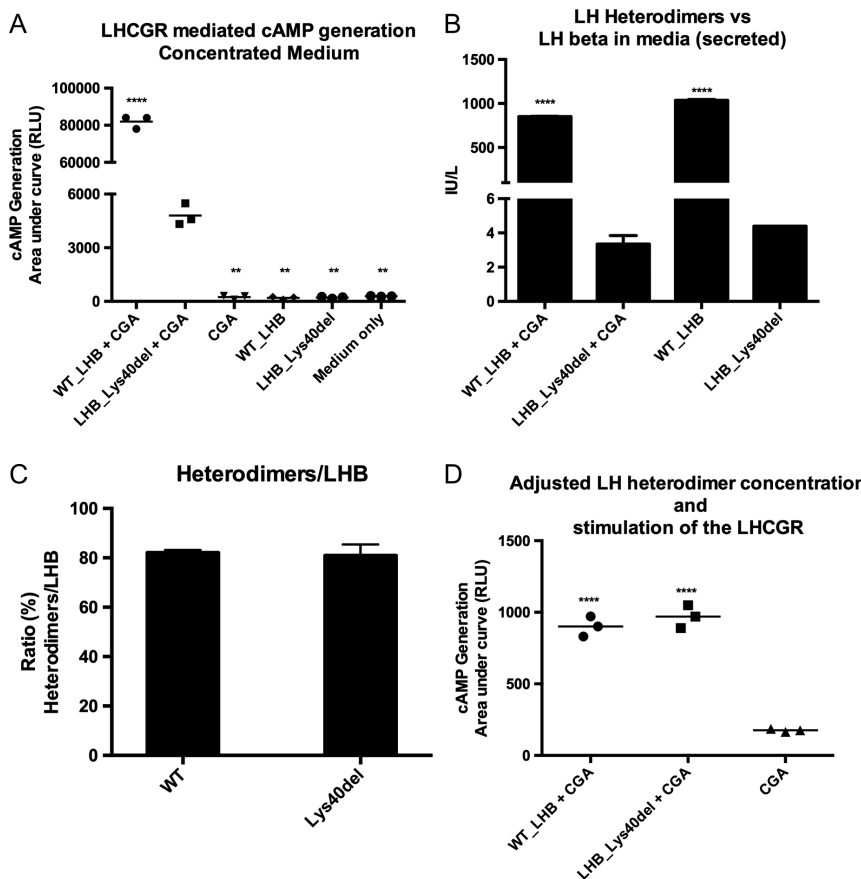 A
LHCGR mediated cAMP generation
Concentrated Medium
cAMP Generation
Area under curve (RLU)
100000
80000
60000
6000
3000
0
****
**
**
**
**
WT_LHB + CGA
LHB_Lys40del + CGA
CGA
WT_LHB
LHB_Lys40del
Medium only
B
LH Heterodimers vs
LH beta in media (secreted)
IU/L
1500
1000
500
6
4
2
0
****
****
WT_LHB + CGA
LHB_Lys40del + CGA
WT_LHB
LHB_Lys40del
C
Heterodimers/LHB
Ratio (%)
Heterodimers/LHB
100
80
60
40
20
0
WT
Lys40del
D
Adjusted LH heterodimer concentration
and
stimulation of the LHCGR
cAMP Generation
Area under curve (RLU)
1500
1000
500
0
****
****
WT_LHB + CGA
LHB_Lys40del + CGA
CGA